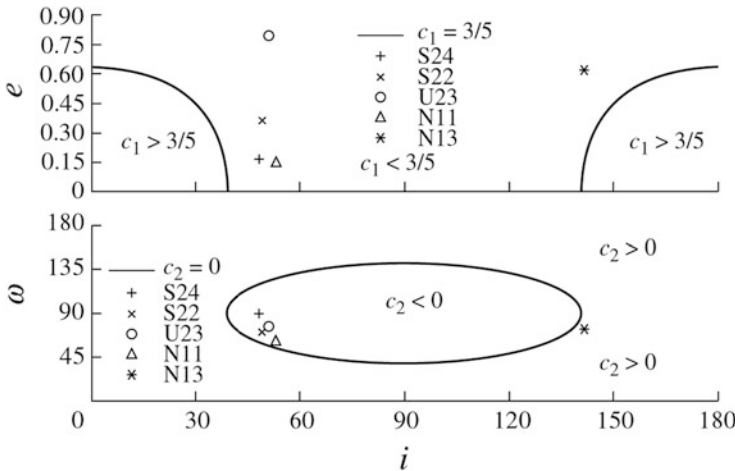 e
0.90
0.75
0.60
0.45
0.30
0.15
0
c₁ = 3/5
S24
S22
U23
N11
N13
c₁ > 3/5
c₁ < 3/5
c₁ > 3/5
ω
180
135
90
45
0
c₂ = 0
S24
S22
U23
N11
N13
c₂ < 0
c₂ > 0
c₂ > 0
30
60
90
120
150
180
i